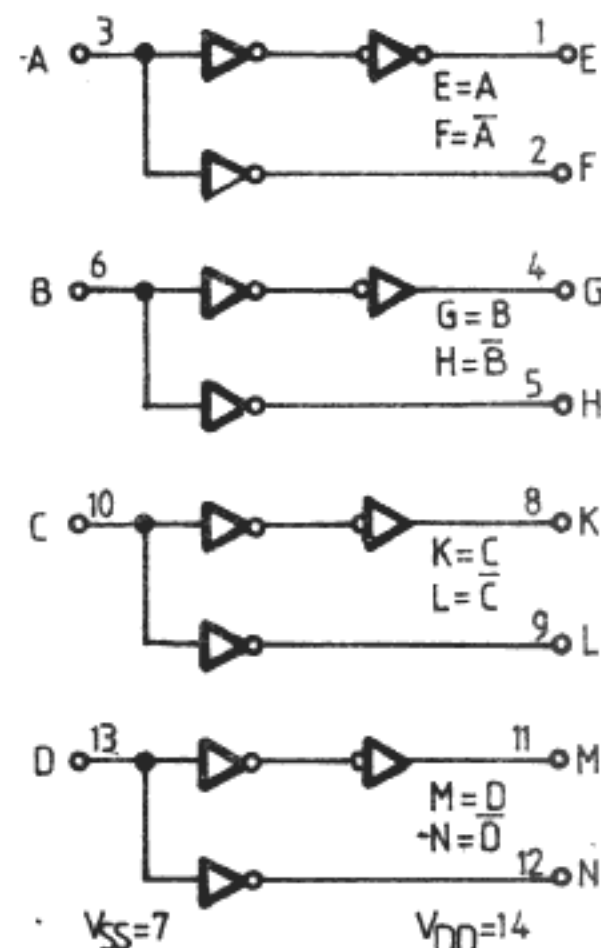 A 3 1 E
E=A
F=A̅
2 F
B 6 4 G
G=B
H=B̅
5 H
C 10 8 K
K=C
L=C̅
9 L
D 13 11 M
M=D
-N=D̅
12 N
VSS=7 VDD=14